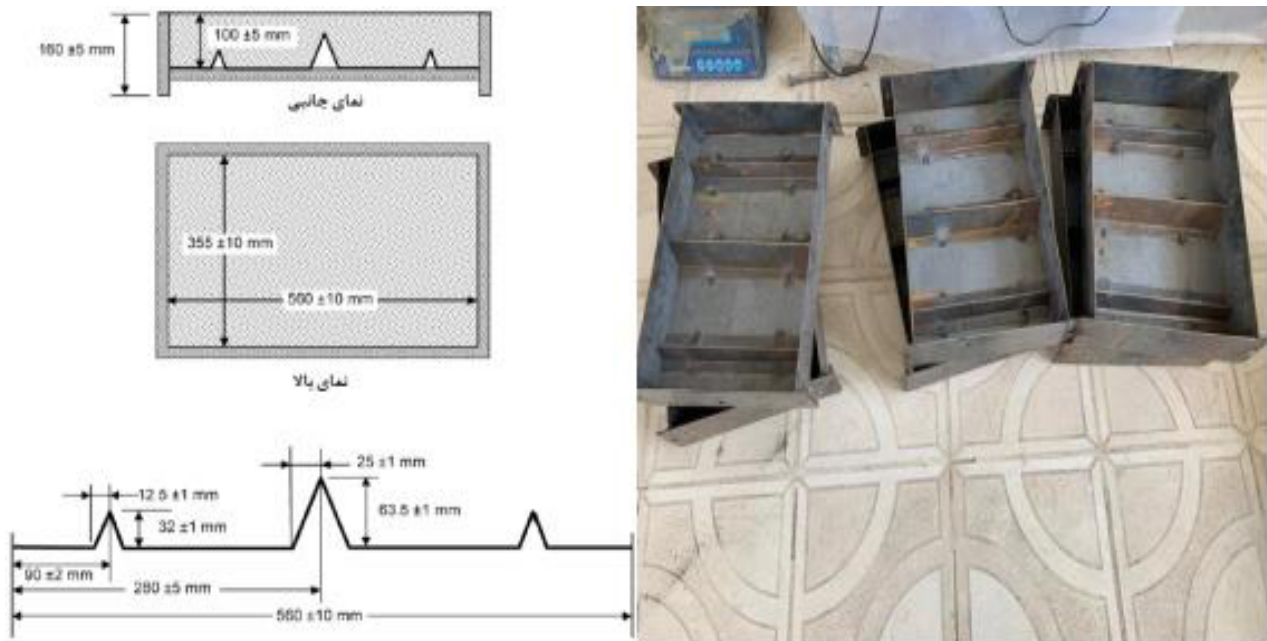 160 ±5 mm
100 ±5 mm
نمای جانبی
355 ±10 mm
560 ±10 mm
نمای بالا
25 ±1 mm
12.5 ±1 mm
63.5 ±1 mm
32 ±1 mm
90 ±2 mm
280 ±5 mm
560 ±10 mm